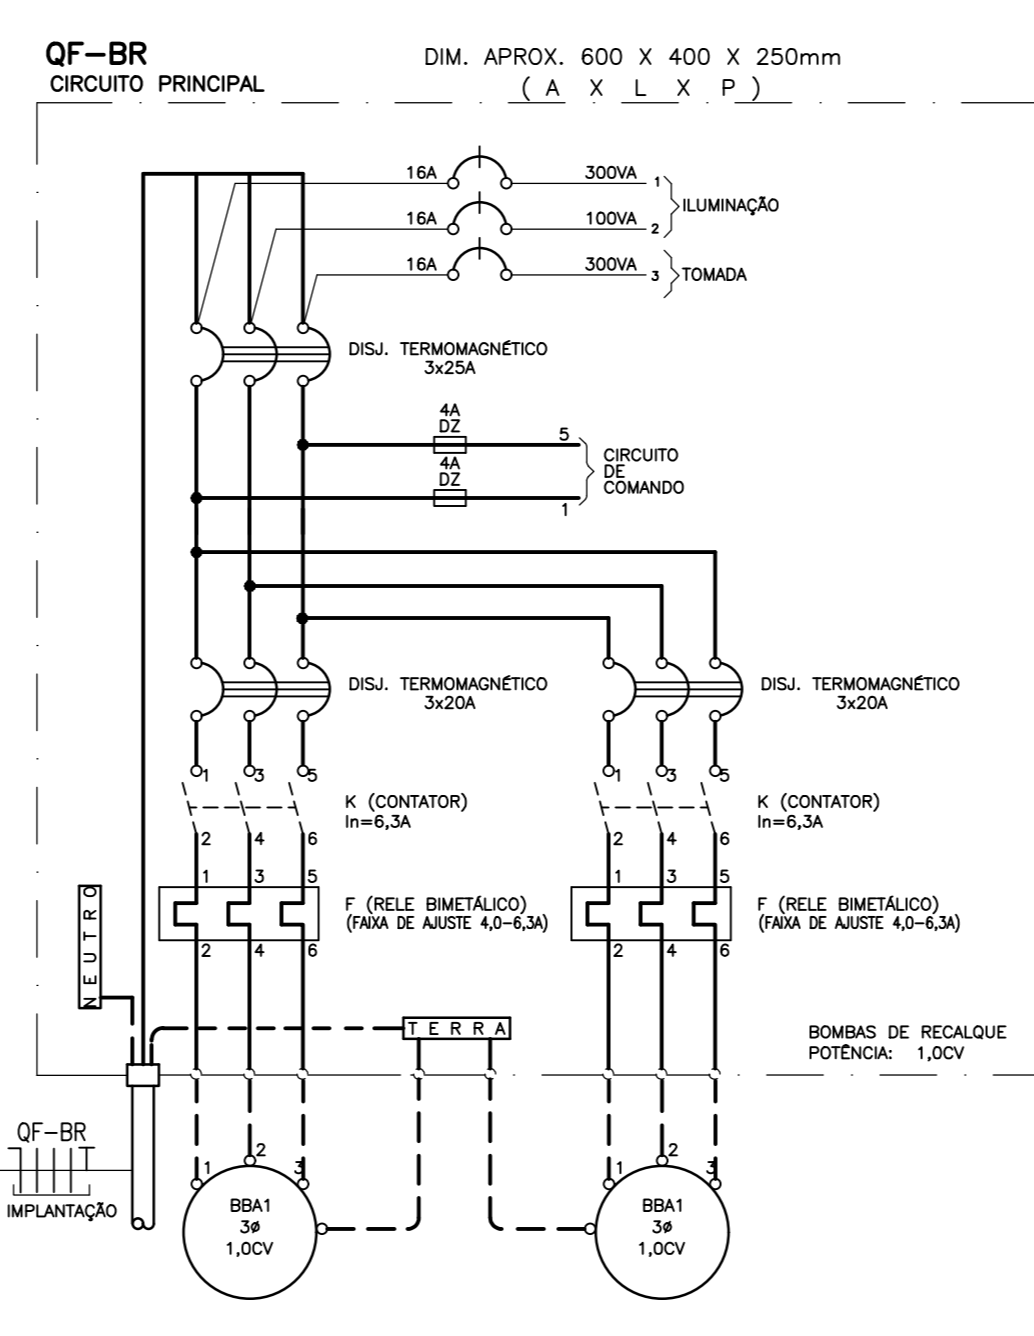 QF-BR
CIRCUITO PRINCIPAL
DIM. APROX. 600 X 400 X 250mm
( A X L X P )
16A 300VA 1
16A 100VA 2
ILUMINAÇÃO
16A 300VA 3
TOMADA
DISJ. TERMOMAGNÉTICO
3x25A
4A
DZ
5
4A
DZ
1
CIRCUITO
DE
COMANDO
DISJ. TERMOMAGNÉTICO
3x20A
DISJ. TERMOMAGNÉTICO
3x20A
1 3 5
K (CONTATOR)
In=6,3A
2 4 6
1 3 5
K (CONTATOR)
In=6,3A
2 4 6
1 3 5
F (RELE BIMETÁLICO)
(FAIXA DE AJUSTE 4,0-6,3A)
2 4 6
1 3 5
F (RELE BIMETÁLICO)
(FAIXA DE AJUSTE 4,0-6,3A)
2 4 6
NEUTRO
TERRA
BOMBAS DE RECALQUE
POTÊNCIA: 1,0CV
QF-BR
IMPLANTAÇÃO
1 2 3
BBA1
3ø
1,0CV
1 2 3
BBA1
3ø
1,0CV